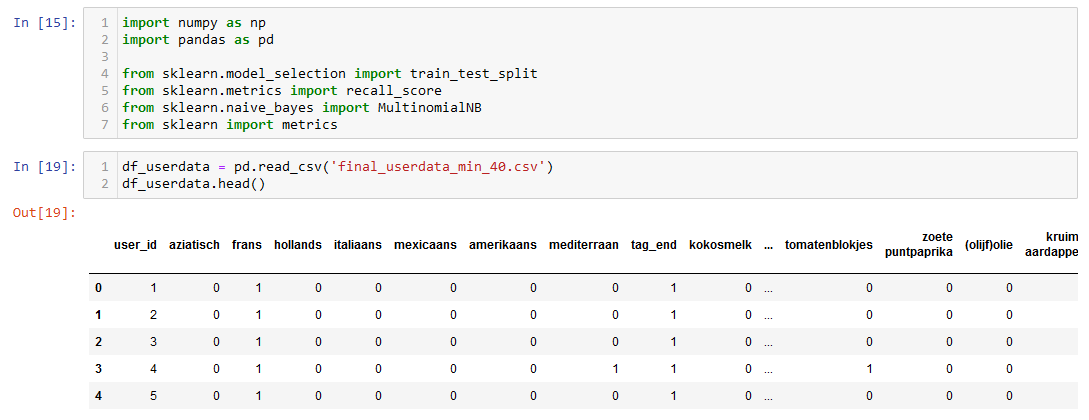 In [15]:
1 import numpy as np
2 import pandas as pd
3
4 from sklearn.model_selection import train_test_split
5 from sklearn.metrics import recall_score
6 from sklearn.naive_bayes import MultinomialNB
7 from sklearn import metrics
In [19]:
1 df_userdata = pd.read_csv('final_userdata_min_40.csv')
2 df_userdata.head()
Out[19]:
user_id aziatisch frans hollands italiaans mexicaans amerikaans mediterraan tag_end kokosmelk ... tomatenblokjes zoete puntpaprika (olijf)olie kruim aardappe
0 1 0 1 0 0 0 0 0 1 0 ... 0 0 0
1 2 0 1 0 0 0 0 0 1 0 ... 0 0 0
2 3 0 1 0 0 0 0 0 1 0 ... 0 0 0
3 4 0 1 0 0 0 0 1 1 0 ... 1 0 0
4 5 0 1 0 0 0 0 0 1 0 ... 0 0 0